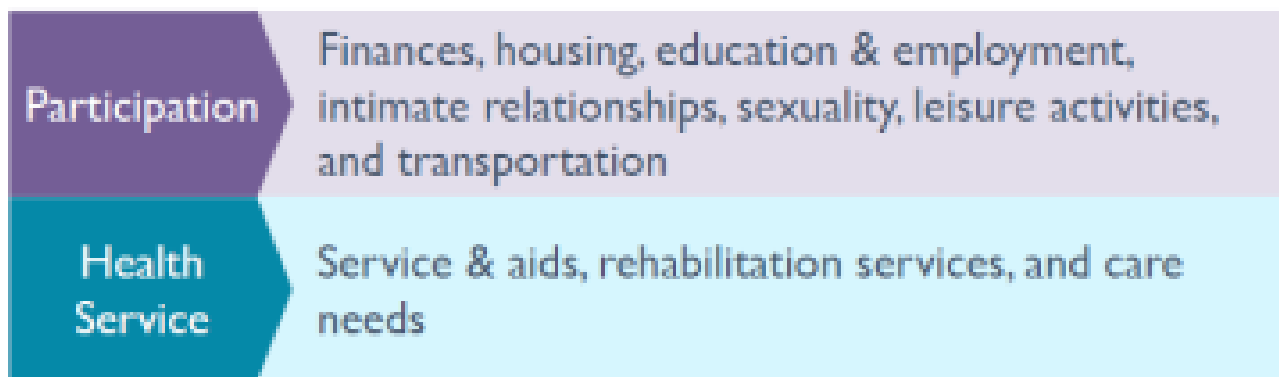 Participation
Finances, housing, education & employment,
intimate relationships, sexuality, leisure activities,
and transportation
Health
Service
Service & aids, rehabilitation services, and care
needs